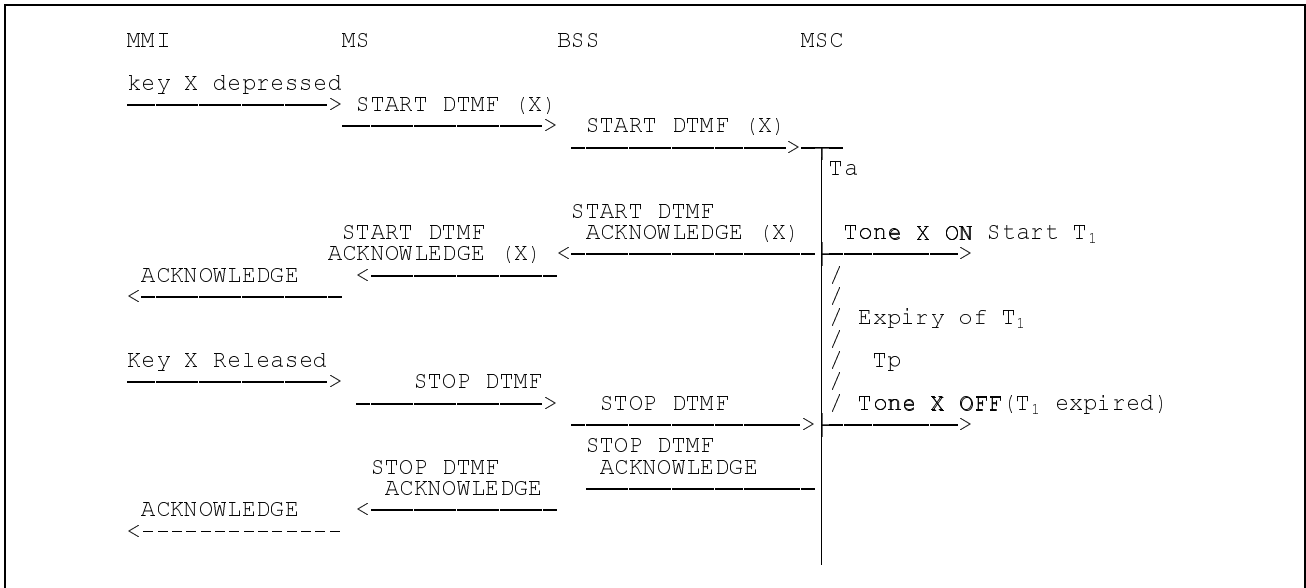 MMI MS BSS MSC
key X depressed
START DTMF (X)
START DTMF (X)
Ta
START DTMF
START DTMF ACKNOWLEDGE (X) Tone X ON Start T₁
ACKNOWLEDGE (X)
ACKNOWLEDGE
Expiry of T₁
Key X Released Tp
STOP DTMF
STOP DTMF Tone X OFF(T₁ expired)
STOP DTMF
STOP DTMF ACKNOWLEDGE
ACKNOWLEDGE
ACKNOWLEDGE